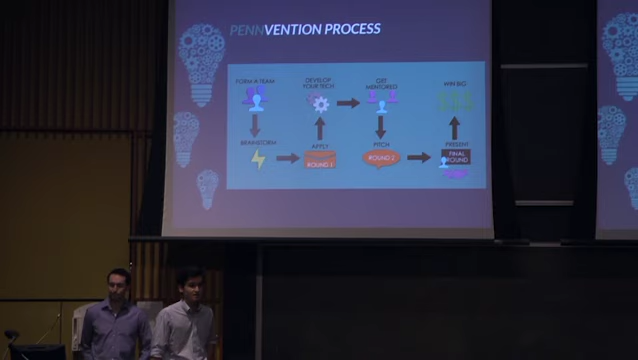 PENNVENTION PROCESS
FORM A TEAM
DEVELOP
YOUR TECH
GET
MENTORED
WIN BIG
$$$
BRAINSTORM
APPLY
ROUND 1
PITCH
ROUND 2
PRESENT
FINAL
ROUND